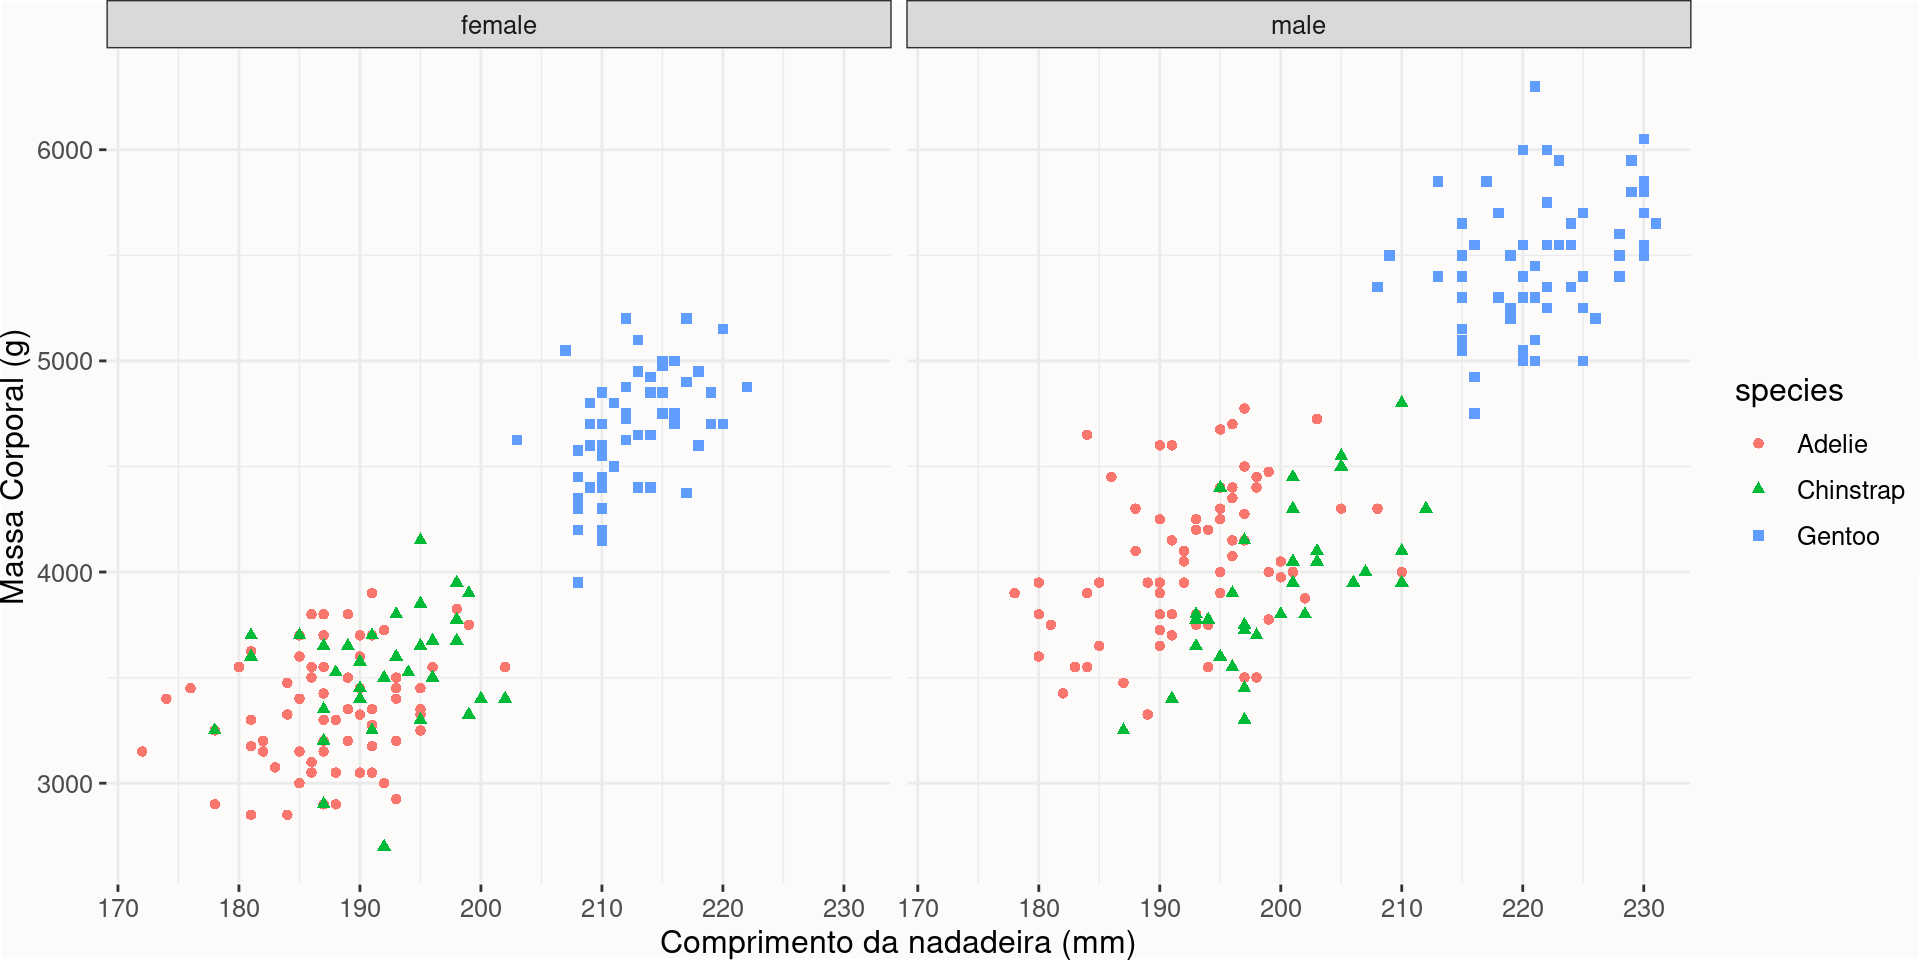 female
male
6000
5000
4000
3000
Massa Corporal (g)
170 180 190 200 210 220 230
170 180 190 200 210 220 230
Comprimento da nadadeira (mm)
species
Adelie
Chinstrap
Gentoo